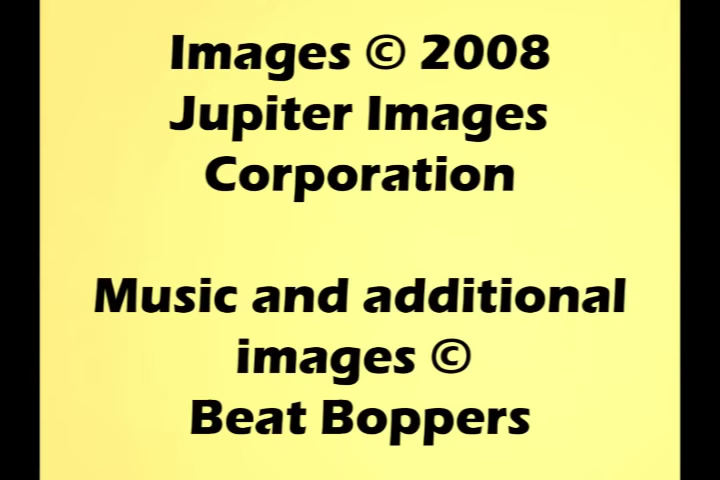 Images © 2008
Jupiter Images
Corporation
Music and additional
images ©
Beat Boppers